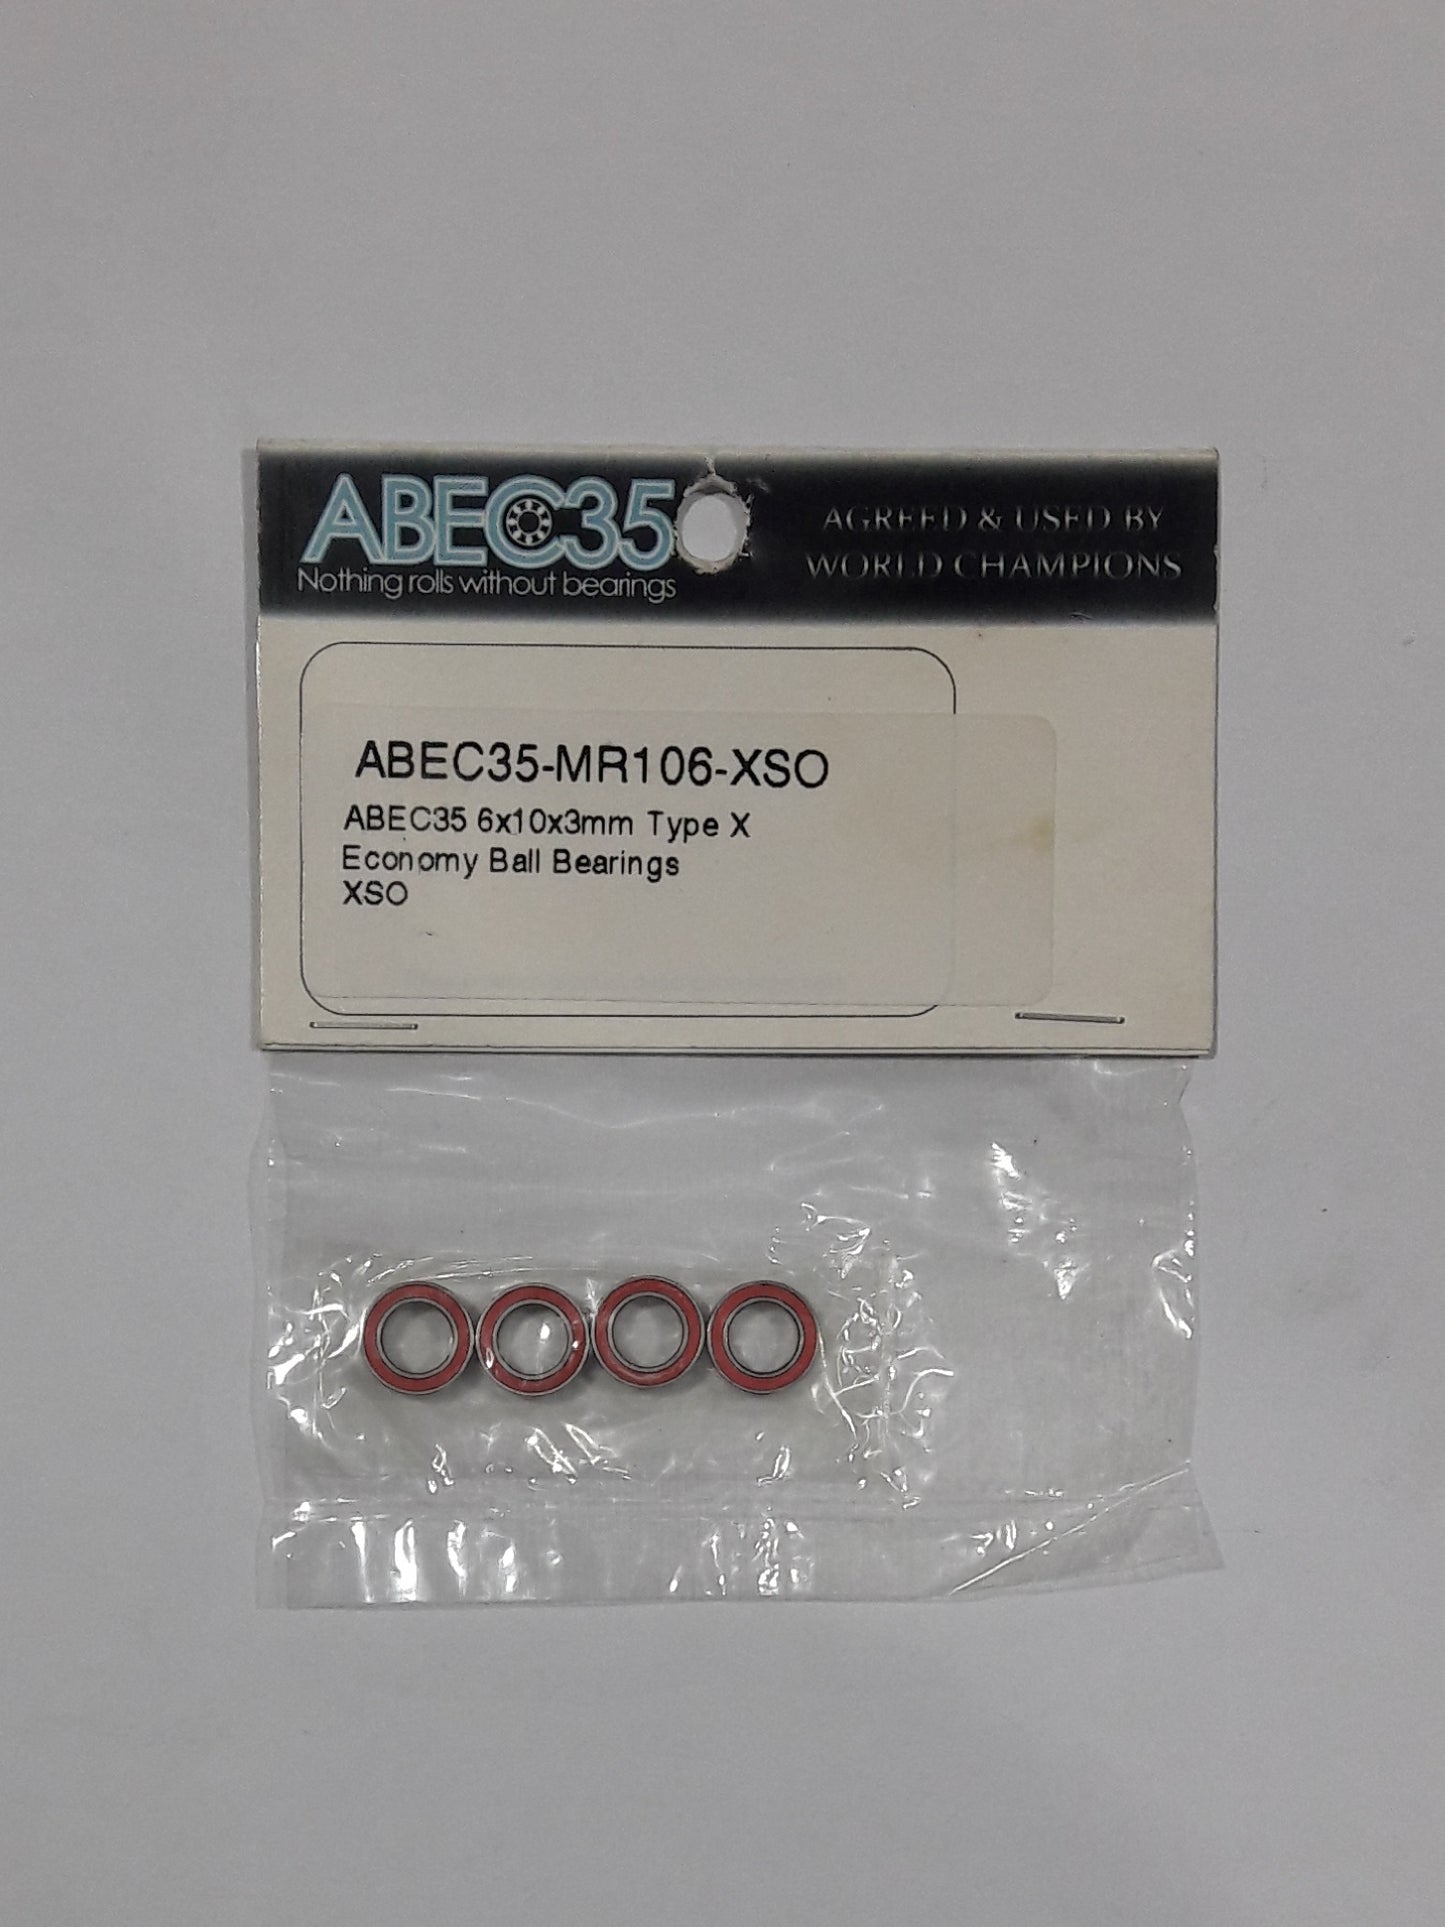 ABEC35
Nothing rolls without bearings
AGREED & USED BY
WORLD CHAMPIONS
ABEC35-MR106-XSO
ABEC35 6x10x3mm Type X
Economy Ball Bearings
XSO